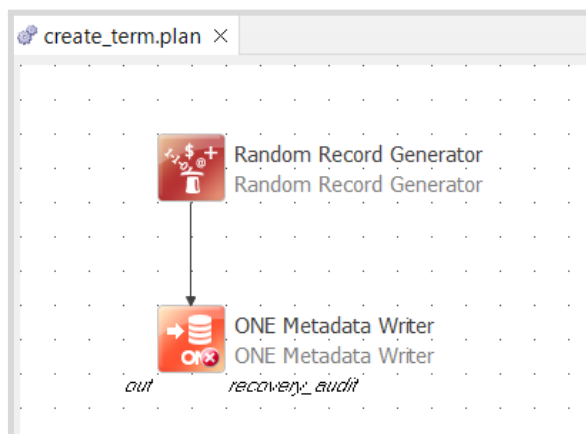 create_term.plan
Random Record Generator
Random Record Generator
ONE Metadata Writer
ONE Metadata Writer
out recovery_audit